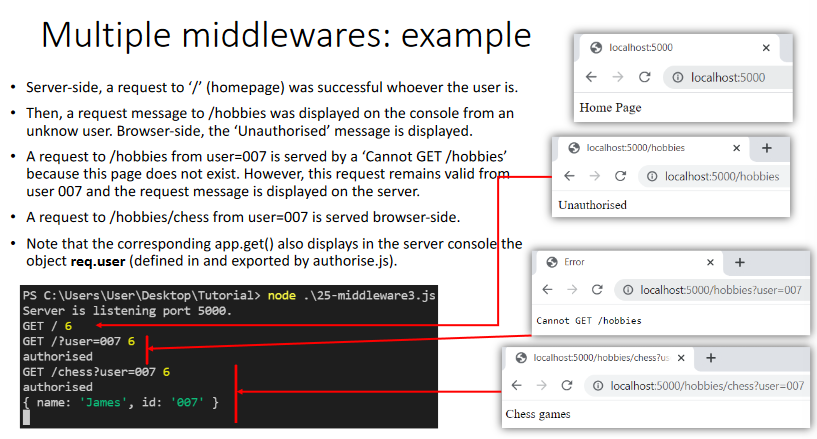 Multiple middlewares: example
• Server-side, a request to ‘/’ (homepage) was successful whoever the user is.
• Then, a request message to /hobbies was displayed on the console from an
unknow user. Browser-side, the ‘Unauthorised’ message is displayed.
• A request to /hobbies from user=007 is served by a ‘Cannot GET /hobbies’
because this page does not exist. However, this request remains valid from
user 007 and the request message is displayed on the server.
• A request to /hobbies/chess from user=007 is served browser-side.
• Note that the corresponding app.get() also displays in the server console the
object req.user (defined in and exported by authorise.js).
PS C:\Users\User\Desktop\Tutorial> node .\25-middleware3.js
Server is listening port 5000.
GET / 6
GET /?user=007 6
authorised
GET /chess?user=007 6
authorised
{ name: 'James', id: '007' }
localhost:5000
localhost:5000
Home Page
localhost:5000/hobbies
localhost:5000/hobbies
Unauthorised
Error
localhost:5000/hobbies?user=007
Cannot GET /hobbies
localhost:5000/hobbies/chess?us
localhost:5000/hobbies/chess?user=007
Chess games